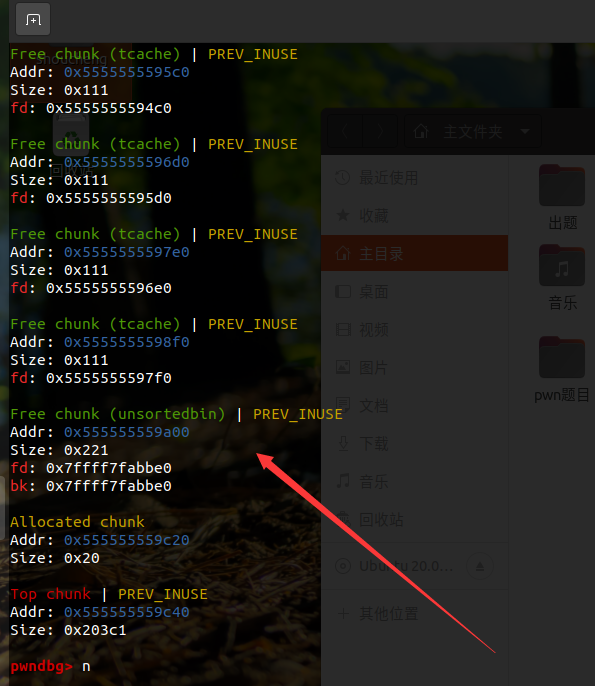 Free chunk (tcache) | PREV_INUSE
Addr: 0x5555555595c0
Size: 0x111
fd: 0x5555555594c0
Free chunk (tcache) | PREV_INUSE
Addr: 0x5555555596d0
Size: 0x111
fd: 0x5555555595d0
Free chunk (tcache) | PREV_INUSE
Addr: 0x5555555597e0
Size: 0x111
fd: 0x5555555596e0
Free chunk (tcache) | PREV_INUSE
Addr: 0x5555555598f0
Size: 0x111
fd: 0x5555555597f0
Free chunk (unsortedbin) | PREV_INUSE
Addr: 0x555555559a00
Size: 0x221
fd: 0x7ffff7fabbe0
bk: 0x7ffff7fabbe0
Allocated chunk
Addr: 0x555555559c20
Size: 0x20
Top chunk | PREV_INUSE
Addr: 0x555555559c40
Size: 0x203c1
pwndbg> n
主文件夹
最近使用
收藏
主目录
桌面
视频
图片
文档
下载
音乐
回收站
Ubuntu 20.0...
其他位置
出题
音乐
pwn题目
回收站